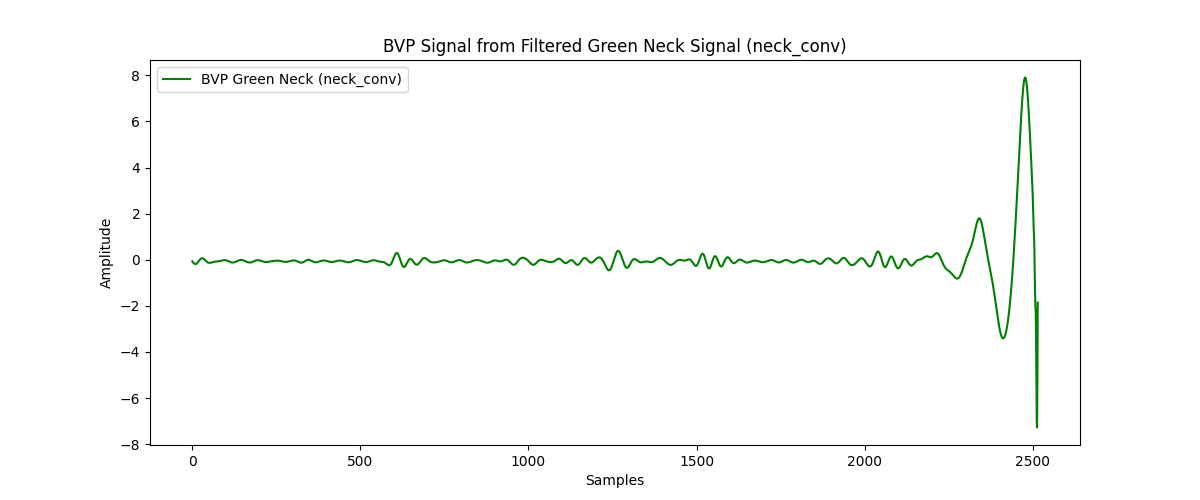 BVP Signal from Filtered Green Neck Signal (neck_conv)
BVP Green Neck (neck_conv)
Amplitude
8
6
4
2
0
−2
−4
−6
−8
0 500 1000 1500 2000 2500
Samples